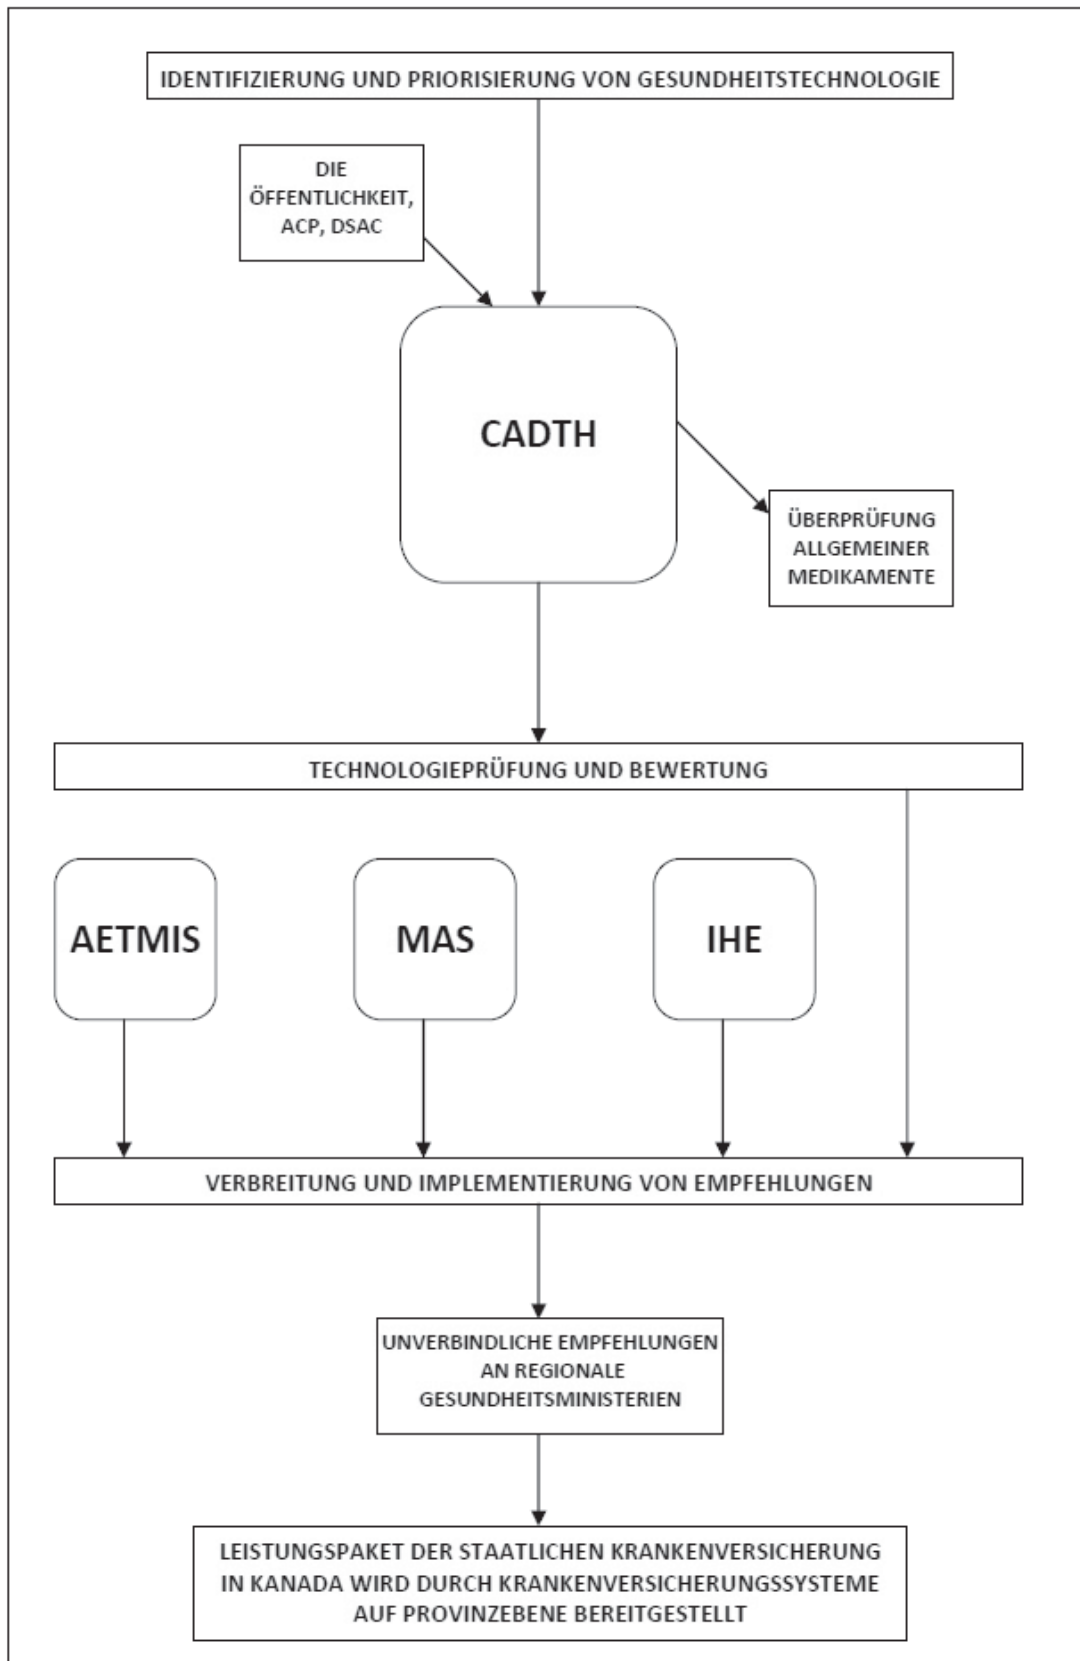 IDENTIFIZIERUNG UND PRIORISIERUNG VON GESUNDHEITSTECHNOLOGIE
DIE
ÖFFENTLICHKEIT,
ACP, DSAC
CADTH
ÜBERPRÜFUNG
ALLGEMEINER
MEDIKAMENTE
TECHNOLOGIEPRÜFUNG UND BEWERTUNG
AETMIS
MAS
IHE
VERBREITUNG UND IMPLEMENTIERUNG VON EMPFEHLUNGEN
UNVERBINDLICHE EMPFEHLUNGEN
AN REGIONALE
GESUNDHEITSMINISTERIEN
LEISTUNGSPAKET DER STAATLICHEN KRANKENVERSICHERUNG
IN KANADA WIRD DURCH KRANKENVERSICHERUNGSSYSTEME
AUF PROVINZEBENE BEREITGESTELLT